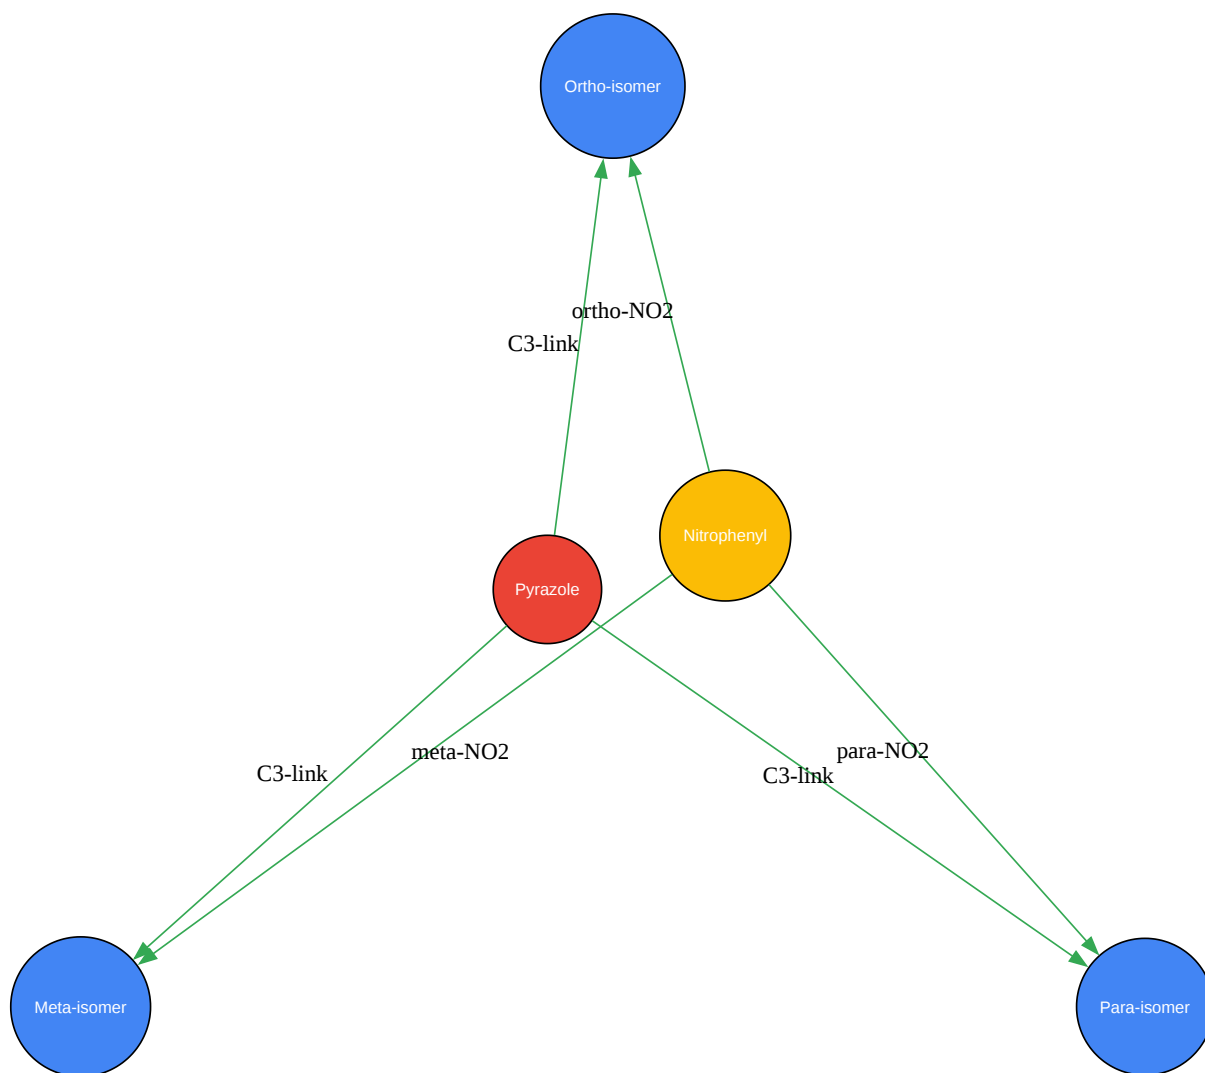 Ortho-isomer
ortho-NO2
C3-link
Nitrophenyl
Pyrazole
meta-NO2
para-NO2
C3-link
C3-link
Meta-isomer
Para-isomer